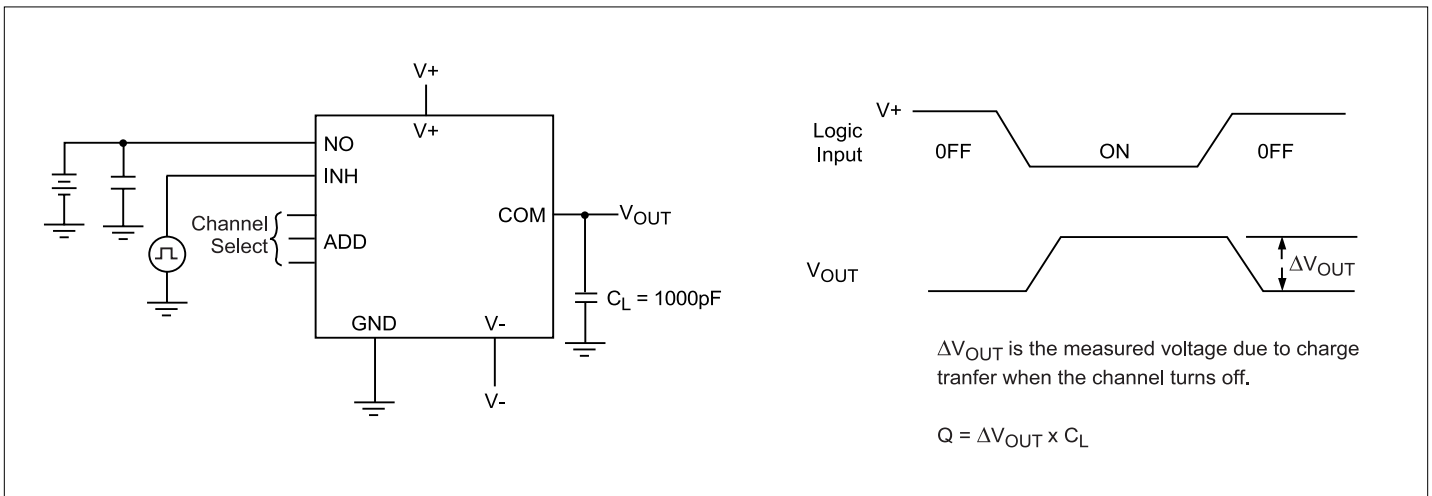 V+
V+
NO
INH
Channel
Select
ADD
COM
VOUT
CL = 1000pF
GND
V-
V-
V+
Logic
Input
0FF
ON
0FF
VOUT
ΔVOUT
ΔVOUT is the measured voltage due to charge
tranfer when the channel turns off.
Q = ΔVOUT x CL